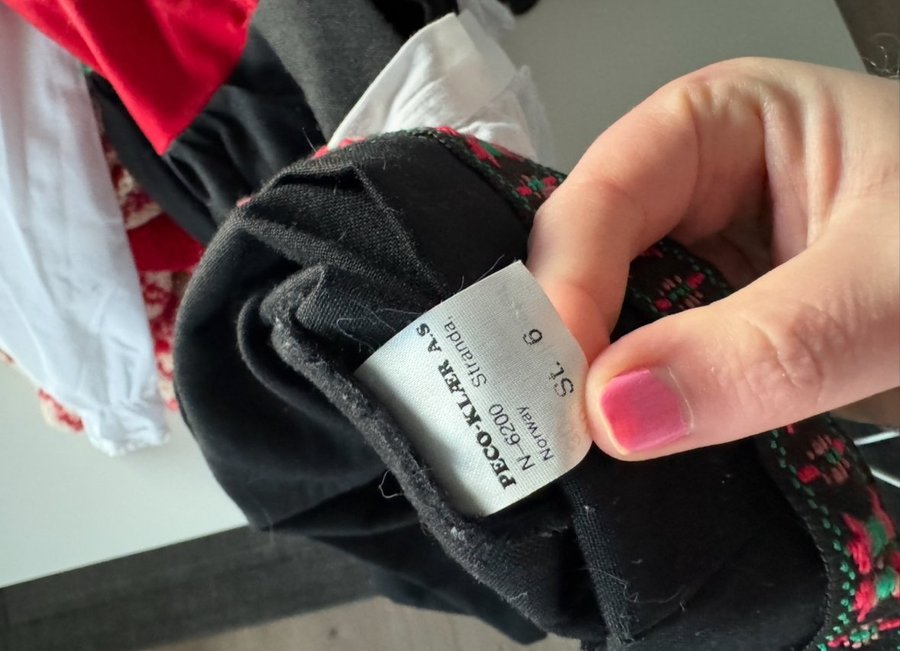 PECO-KLÆR A.S
N 6200 Stranda,
Norway
St. 6